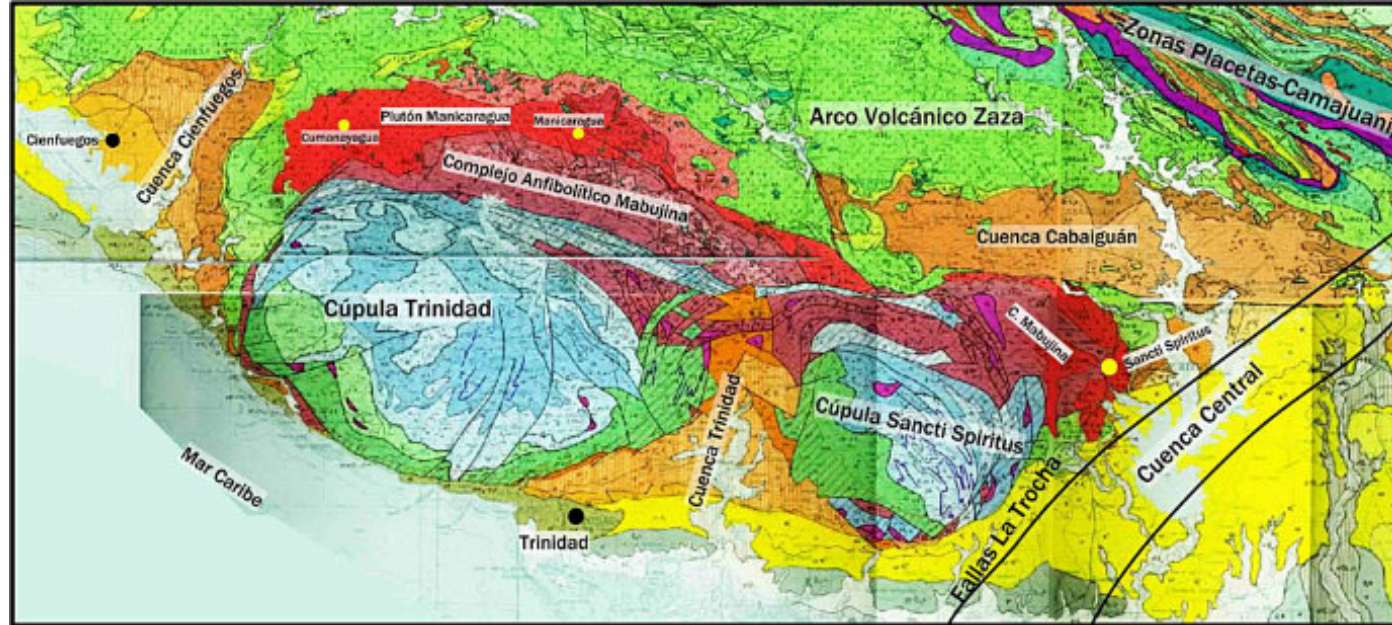 Zonas Placetas-Camajuaní
Cienfuegos
Cuenca Cienfuegos
Cumanayagua
Plutón Manicaragua
Manicaragua
Arco Volcánico Zaza
Complejo Anfibolítico Mabujina
Cuenca Cabaiguán
Cúpula Trinidad
C. Mabujina
Sancti Spiritus
Cúpula Sancti Spiritus
Cuenca Trinidad
Cuenca Central
Fallas La Trocha
Mar Caribe
Trinidad